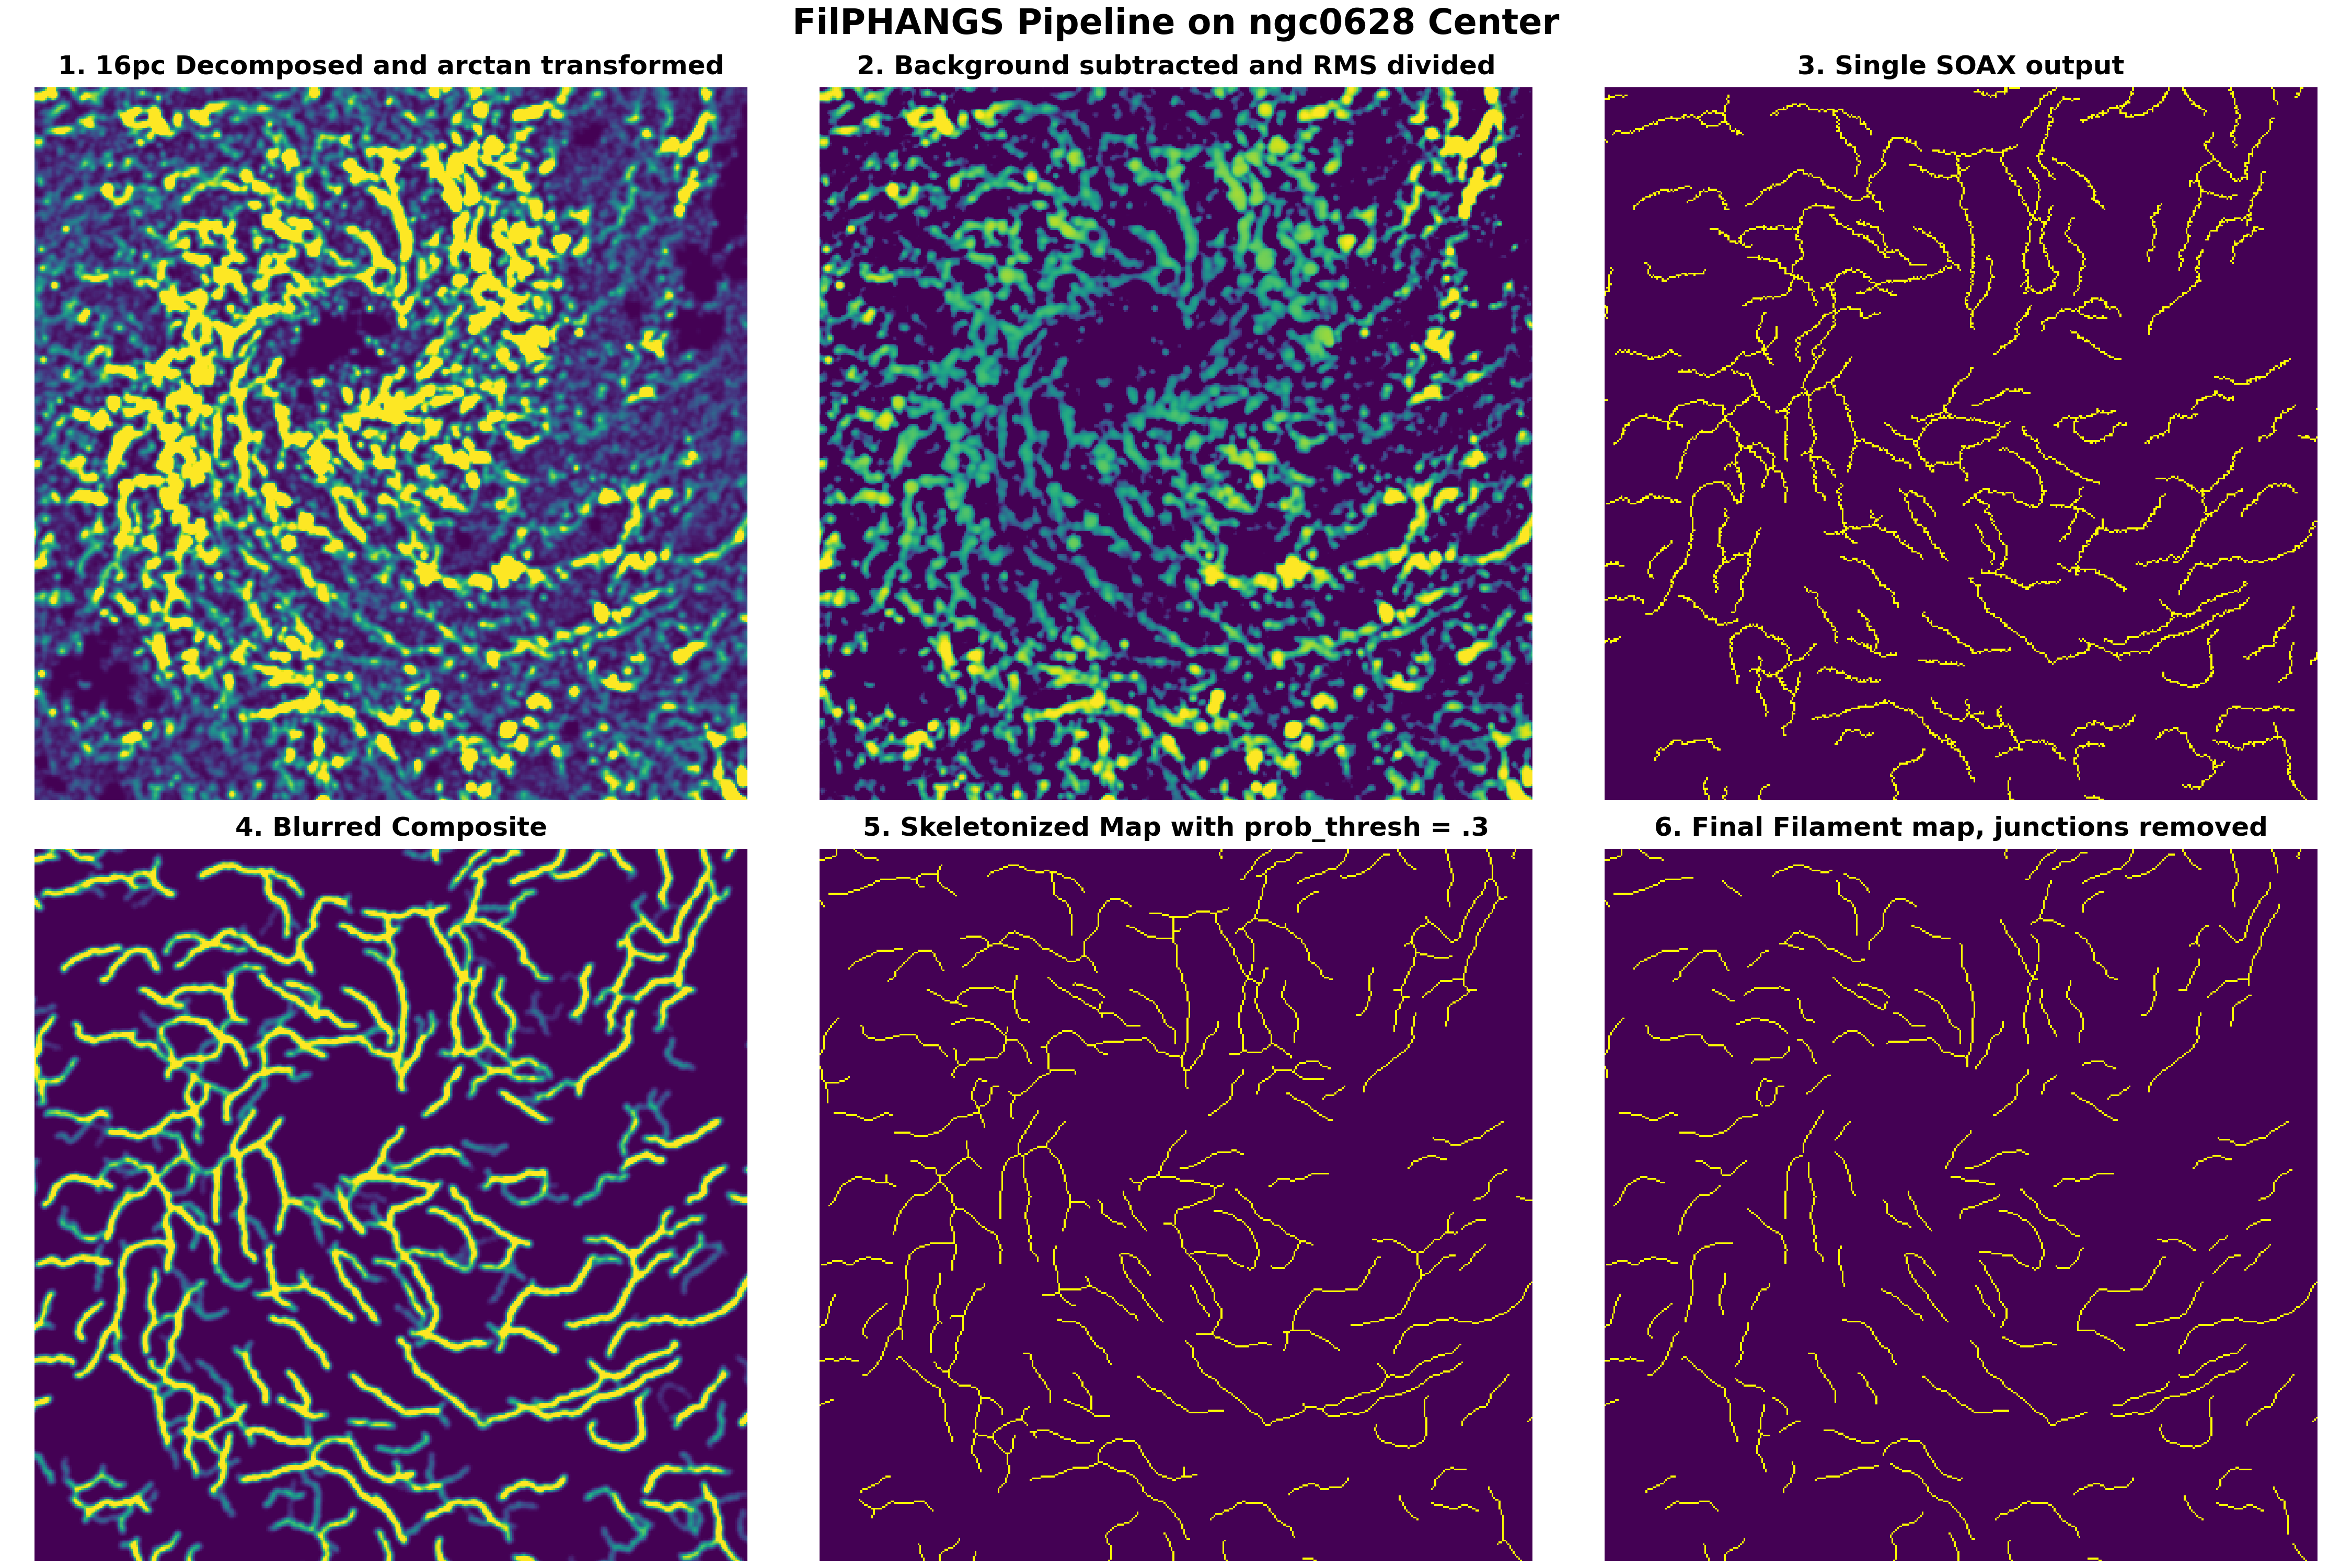 FilPHANGS Pipeline on ngc0628 Center
1. 16pc Decomposed and arctan transformed
2. Background subtracted and RMS divided
3. Single SOAX output
4. Blurred Composite
5. Skeletonized Map with prob_thresh = .3
6. Final Filament map, junctions removed